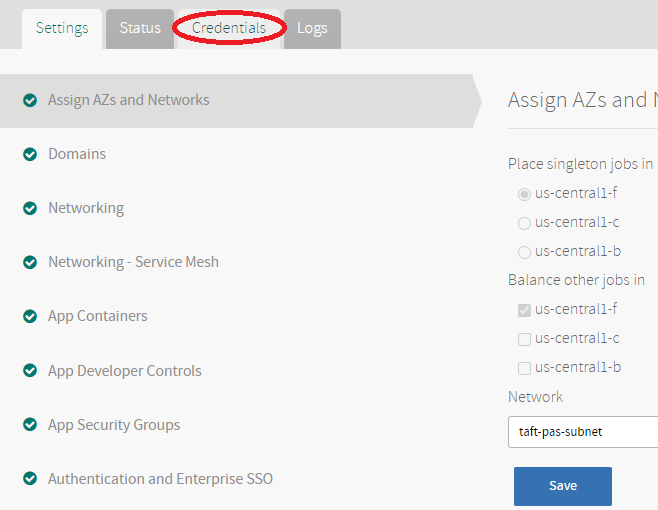 Settings Status Credentials Logs
Assign AZs and Networks
Domains
Networking
Networking - Service Mesh
App Containers
App Developer Controls
App Security Groups
Authentication and Enterprise SSO
Assign AZs and
Place singleton jobs in
us-central1-f
us-central1-c
us-central1-b
Balance other jobs in
us-central1-f
us-central1-c
us-central1-b
Network
taft-pas-subnet
Save